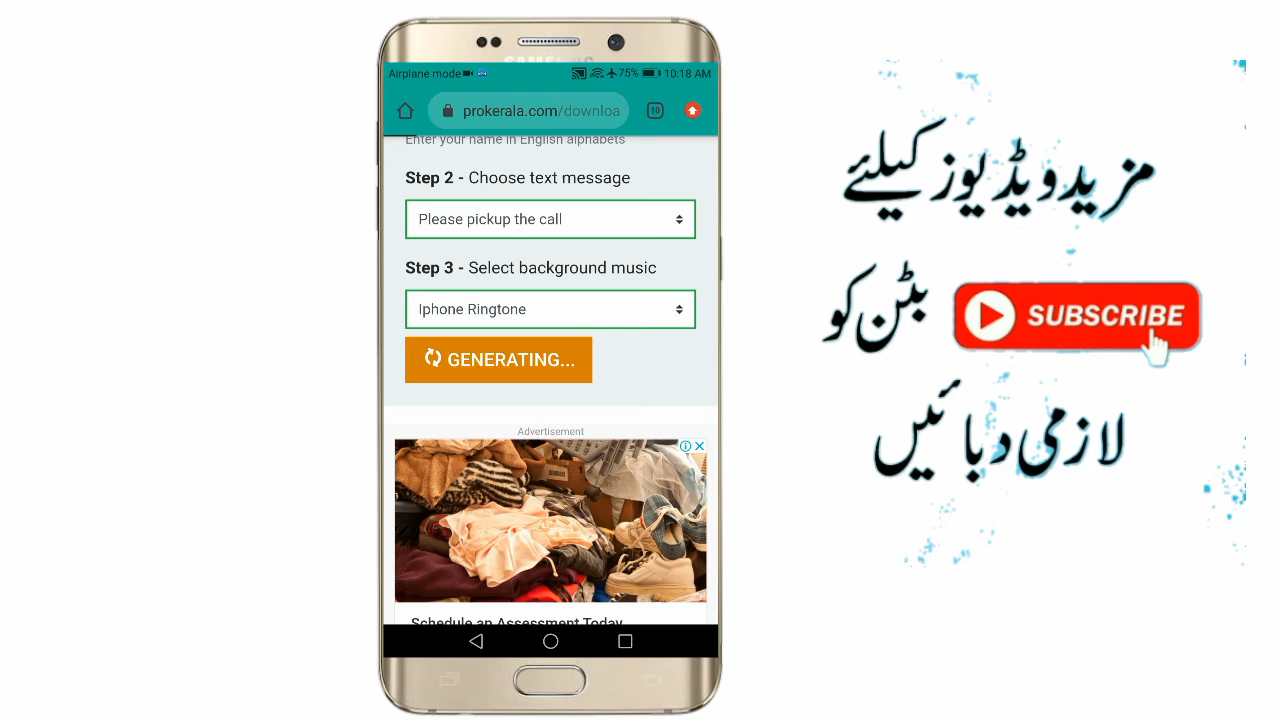 SAMSUNG
Airplane mode
75% 10:18 AM
prokerala.com/downloa
10
Enter your name in English alphabets
Step 2 - Choose text message
Please pickup the call
Step 3 - Select background music
Iphone Ringtone
GENERATING...
Advertisement
Schedule an Assessment Today
مزید ویڈیوز کیلئے
بٹن کو
SUBSCRIBE
لازمی دبائیں